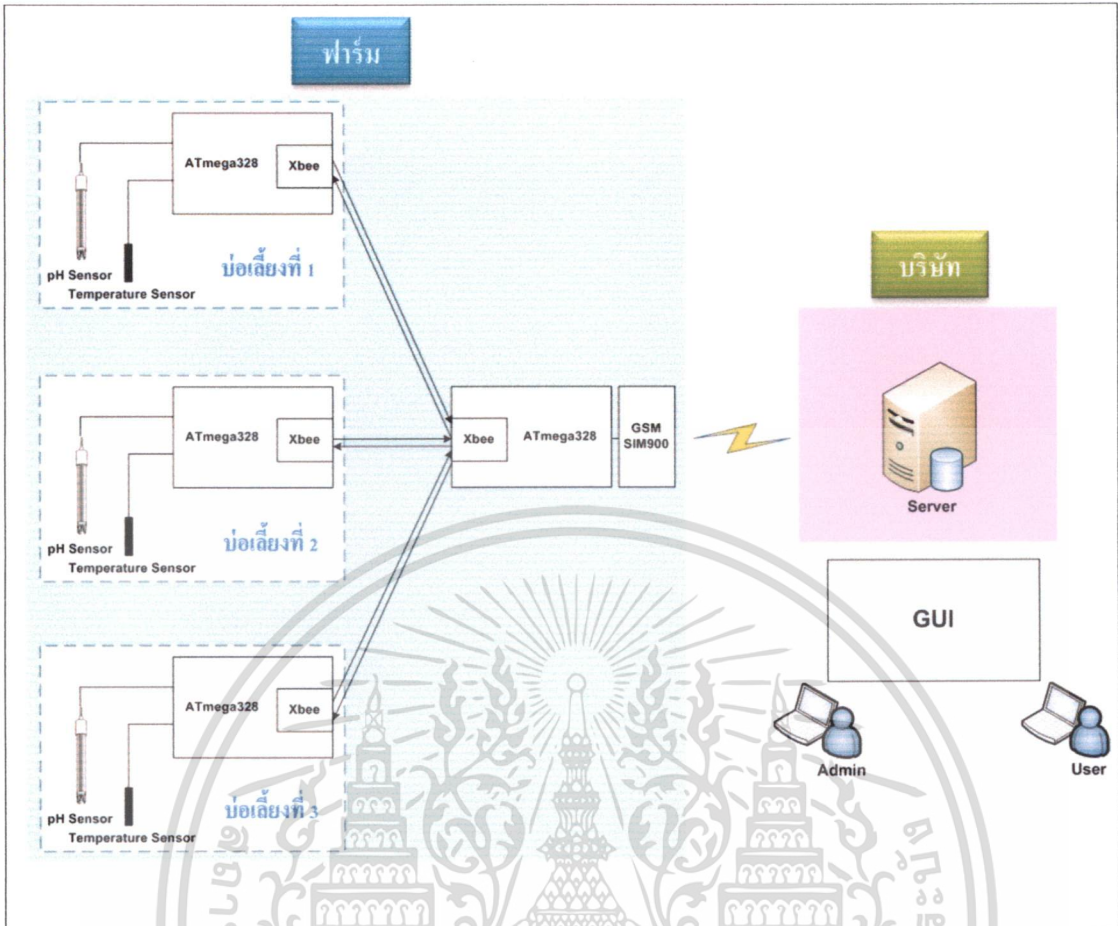 ฟาร์ม
ATmega328
Xbee
pH Sensor
Temperature Sensor
บ่อเลี้ยงที่ 1
บริษัท
ATmega328
Xbee
pH Sensor
Temperature Sensor
บ่อเลี้ยงที่ 2
Xbee
ATmega328
GSM
SIM900
Server
GUI
ATmega328
Xbee
pH Sensor
Temperature Sensor
บ่อเลี้ยงที่ 3
Admin
User